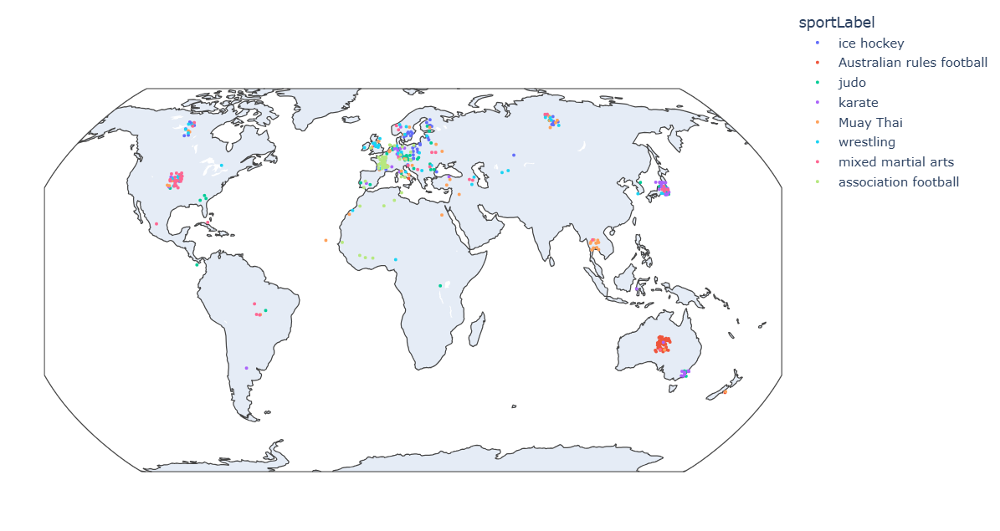 sportLabel
ice hockey
Australian rules football
judo
karate
Muay Thai
wrestling
mixed martial arts
association football